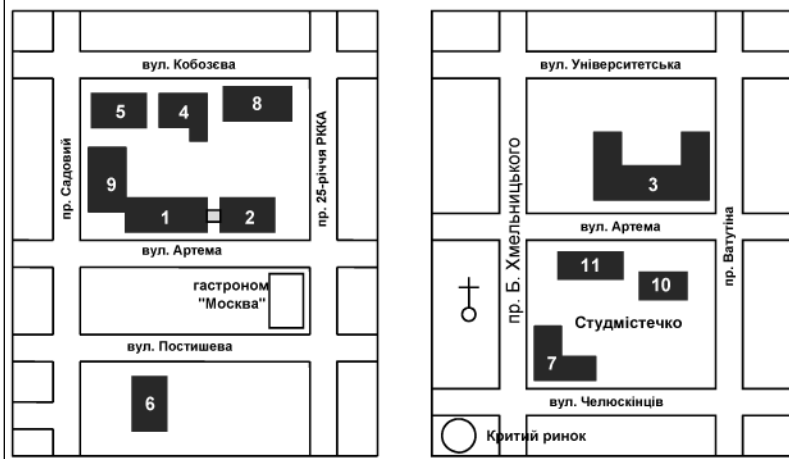 вул. Кобозєва
5
4
8
пр. Садовий
пр. 25-річчя РККА
9
1
2
вул. Артема
гастроном
"Москва"
вул. Постишева
6
вул. Університетська
пр. Б. Хмельницького
3
вул. Артема
пр. Ватутіна
11
10
Студмістечко
7
вул. Челюскінців
Критий ринок